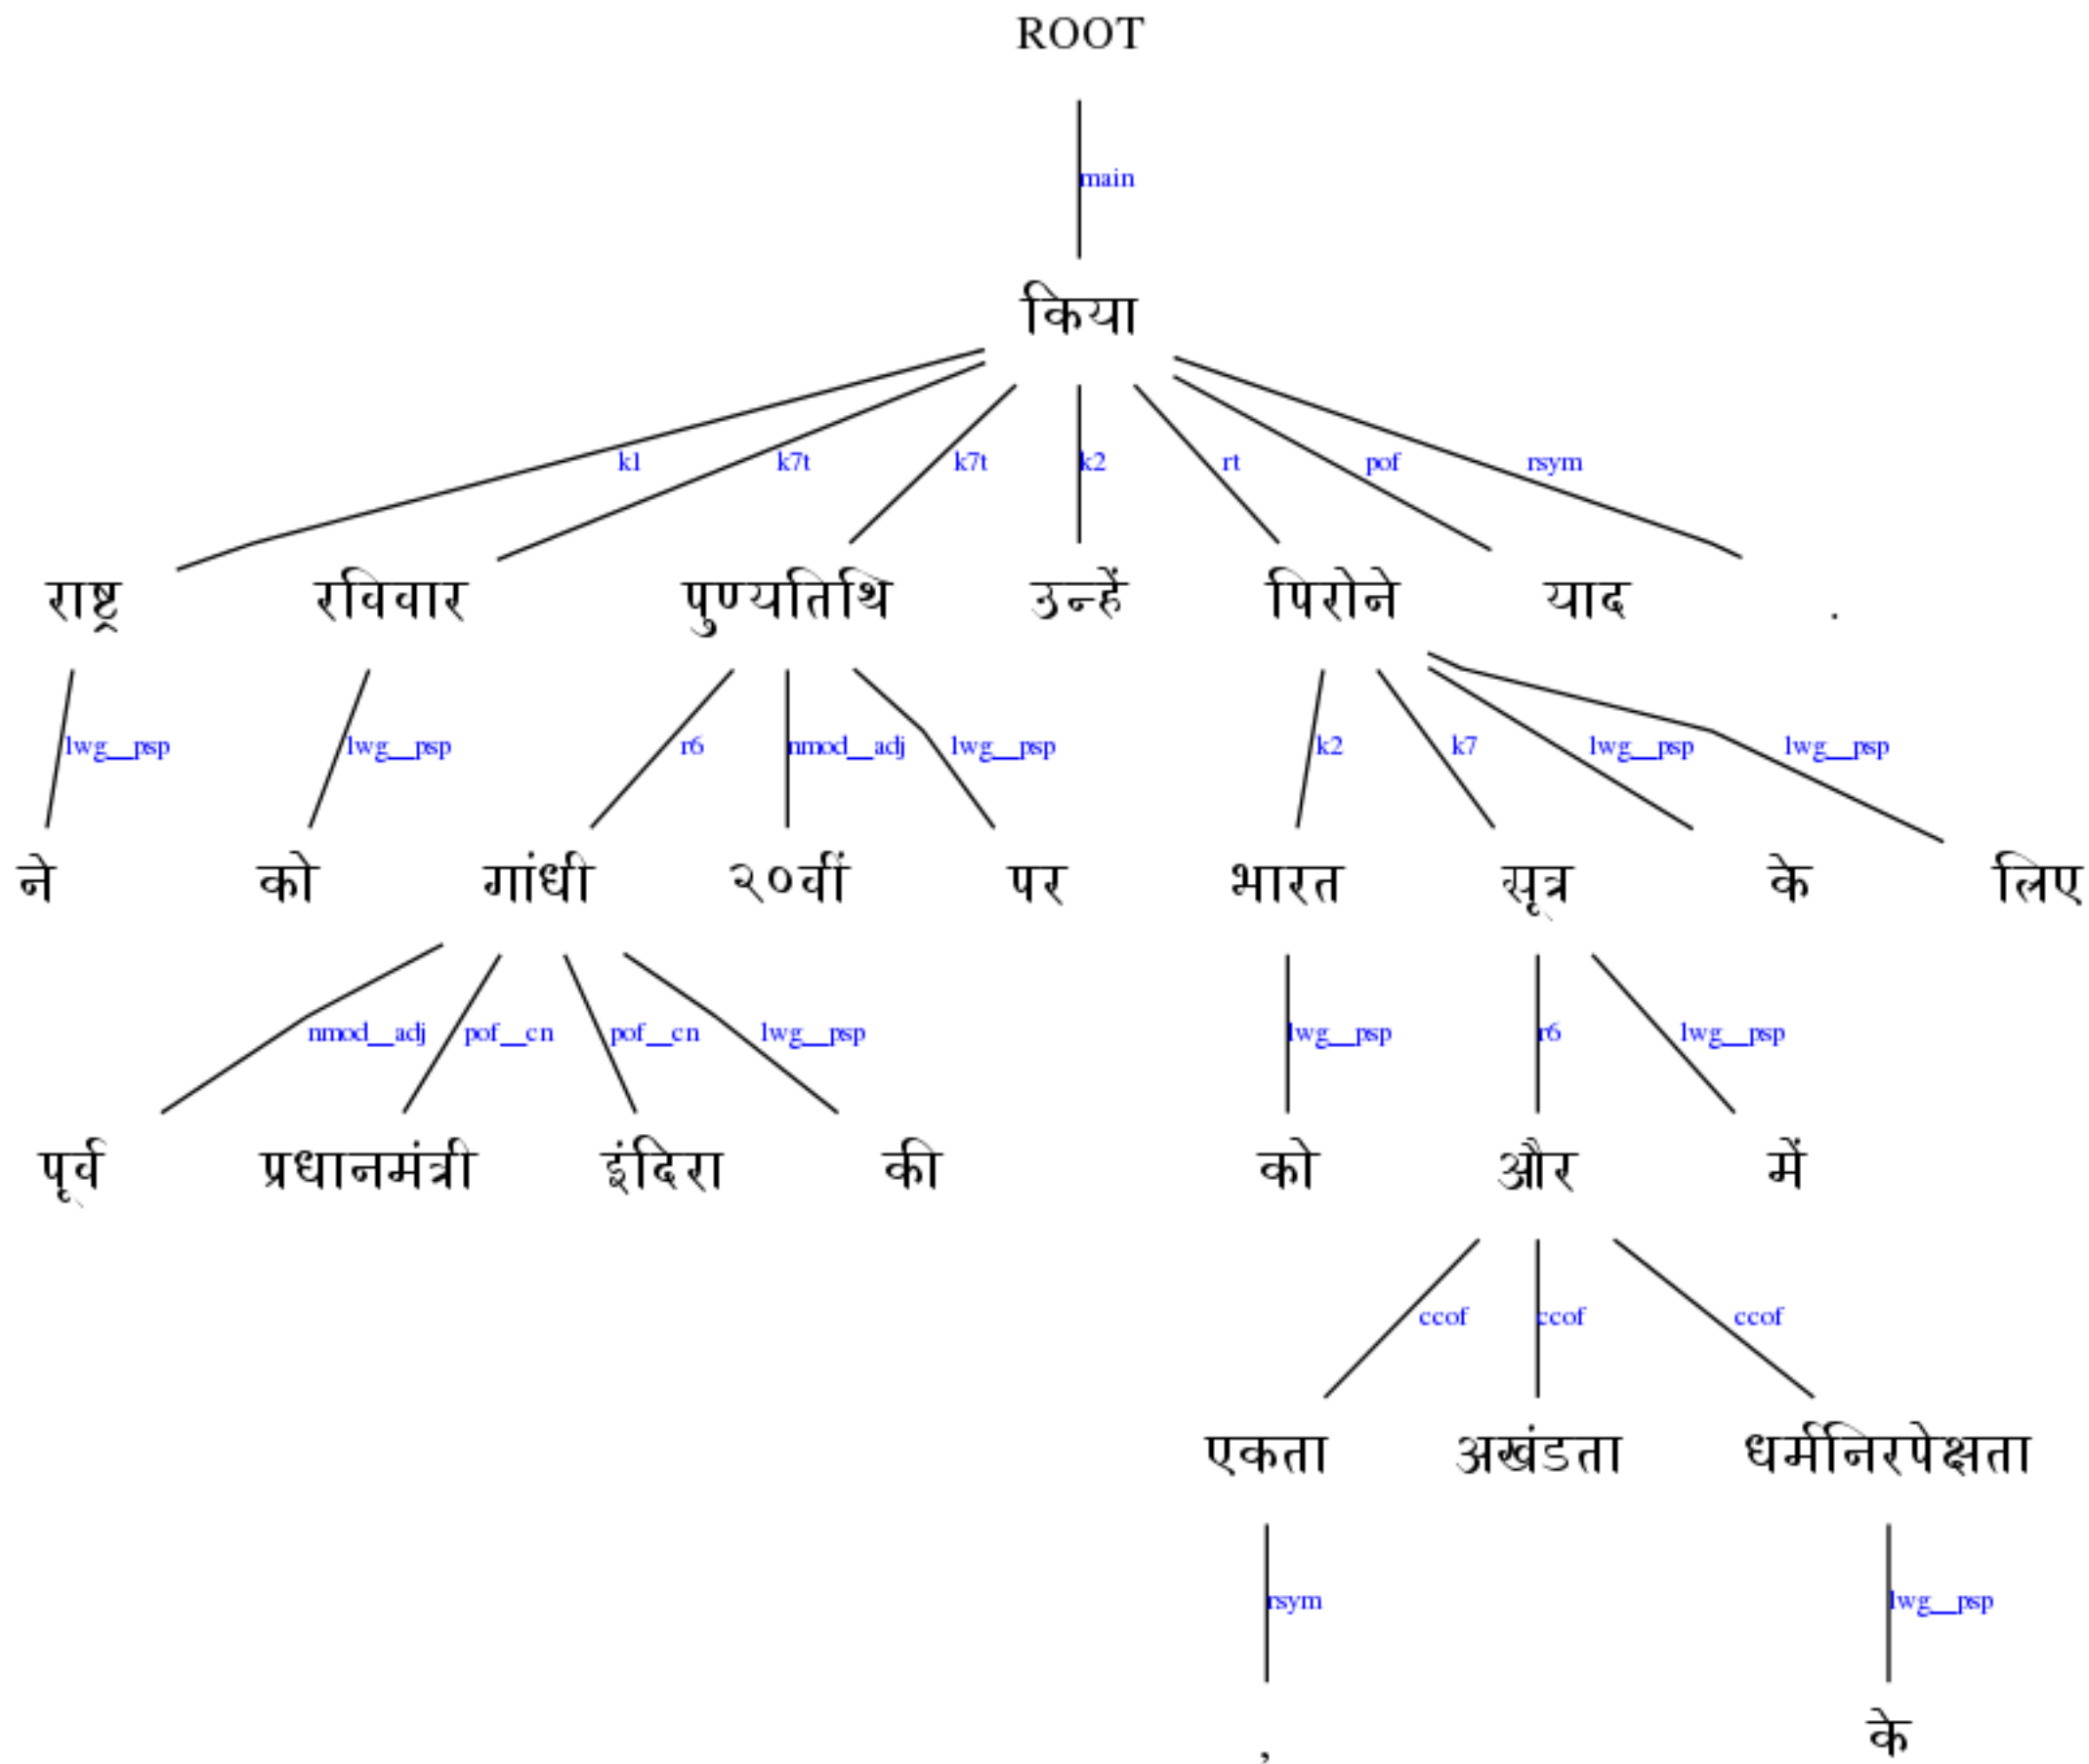 ROOT
main
किया
k1 k7t k7t k2 rt pof rsym
राष्ट्र रविवार पुण्यतिथि उन्हें पिरोने याद .
lwg__psp lwg__psp r6 nmod__adj lwg__psp k2 k7 lwg__psp lwg__psp
ने को गांधी २०वीं पर भारत सूत्र के लिए
nmod__adj pof__cn pof__cn lwg__psp lwg__psp r6 lwg__psp
पूर्व प्रधानमंत्री इंदिरा की को और में
ccof ccof ccof
एकता अखंडता धर्मनिरपेक्षता
rsym lwg__psp
, के